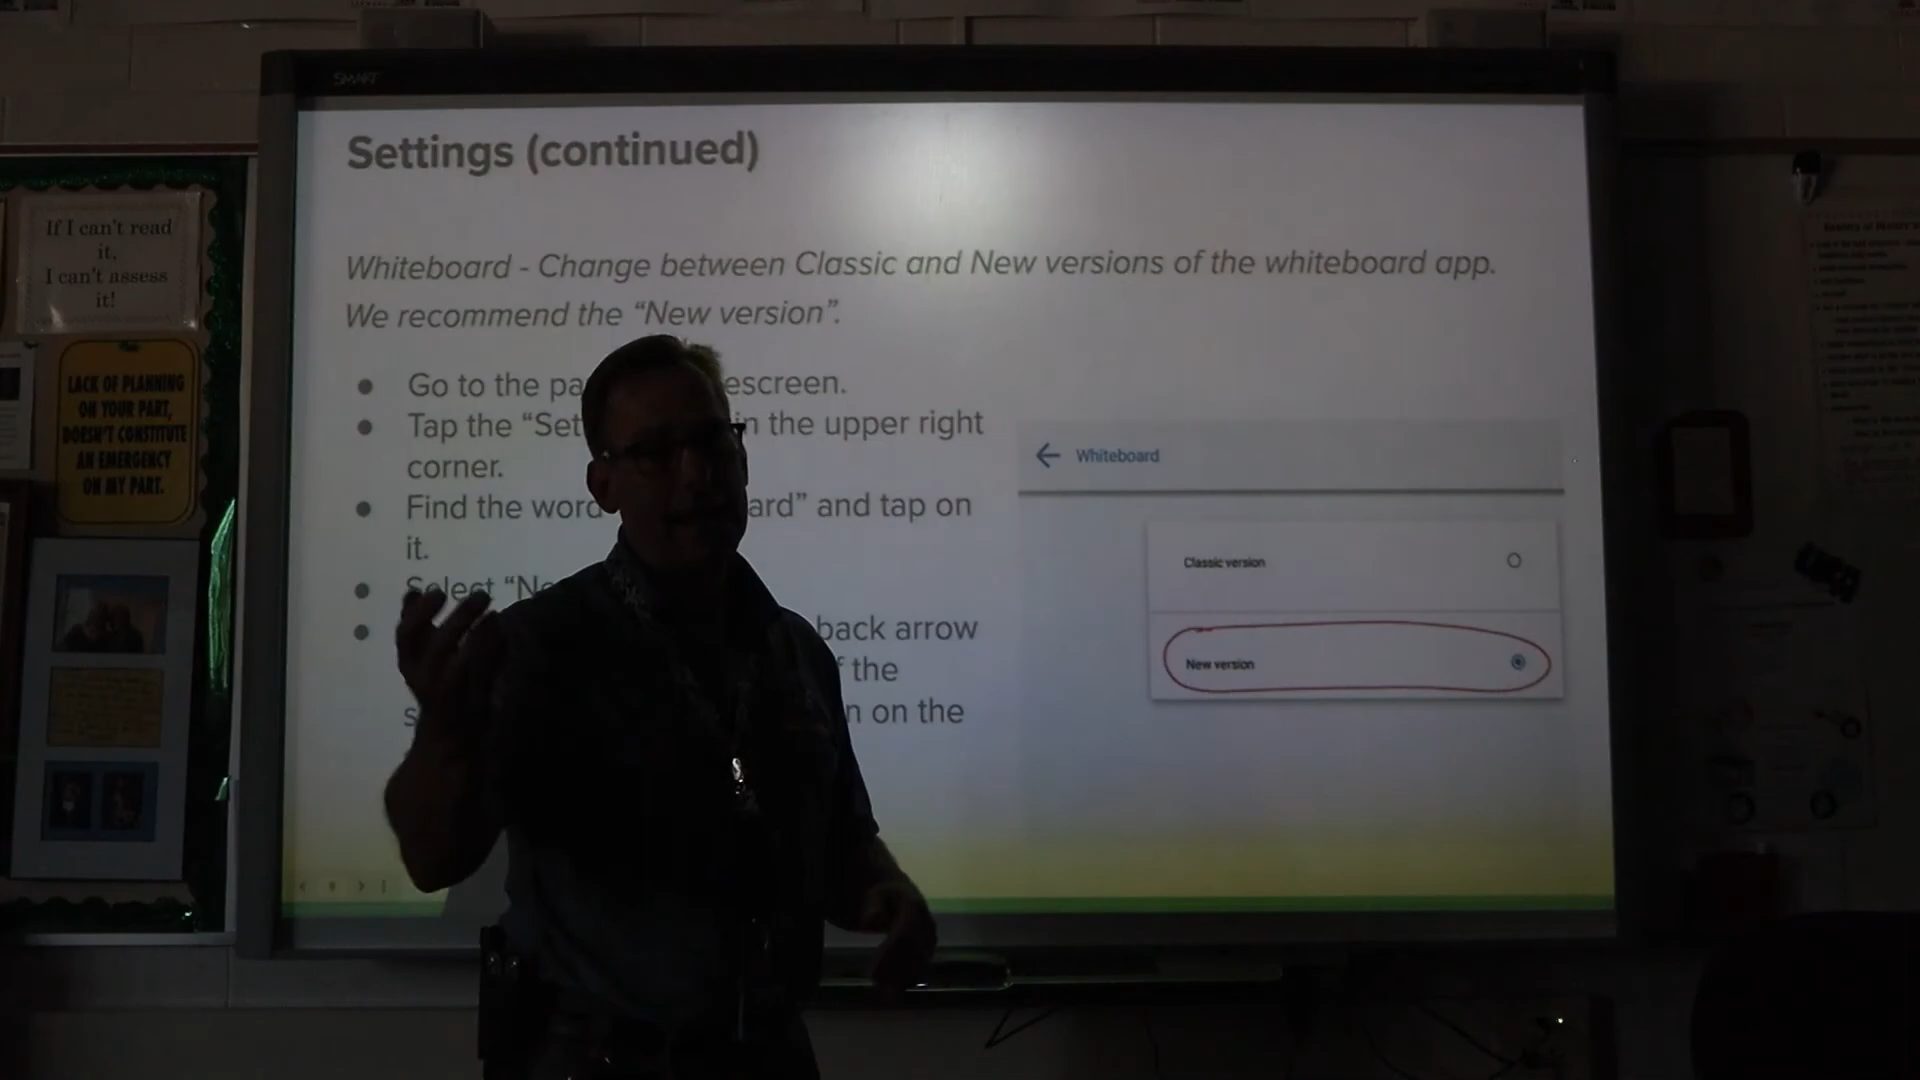 SMART
Settings (continued)
Whiteboard - Change between Classic and New versions of the whiteboard app.
We recommend the “New version”.
Go to the pa escreen.
Tap the “Set in the upper right
corner.
Find the word ard” and tap on
it.
Select “Ne
back arrow
the
n on the
Whiteboard
Classic version
New version
If I can't read
it,
I can't assess
it!
LACK OF PLANNING
ON YOUR PART,
DOESN'T CONSTITUTE
AN EMERGENCY
ON MY PART.